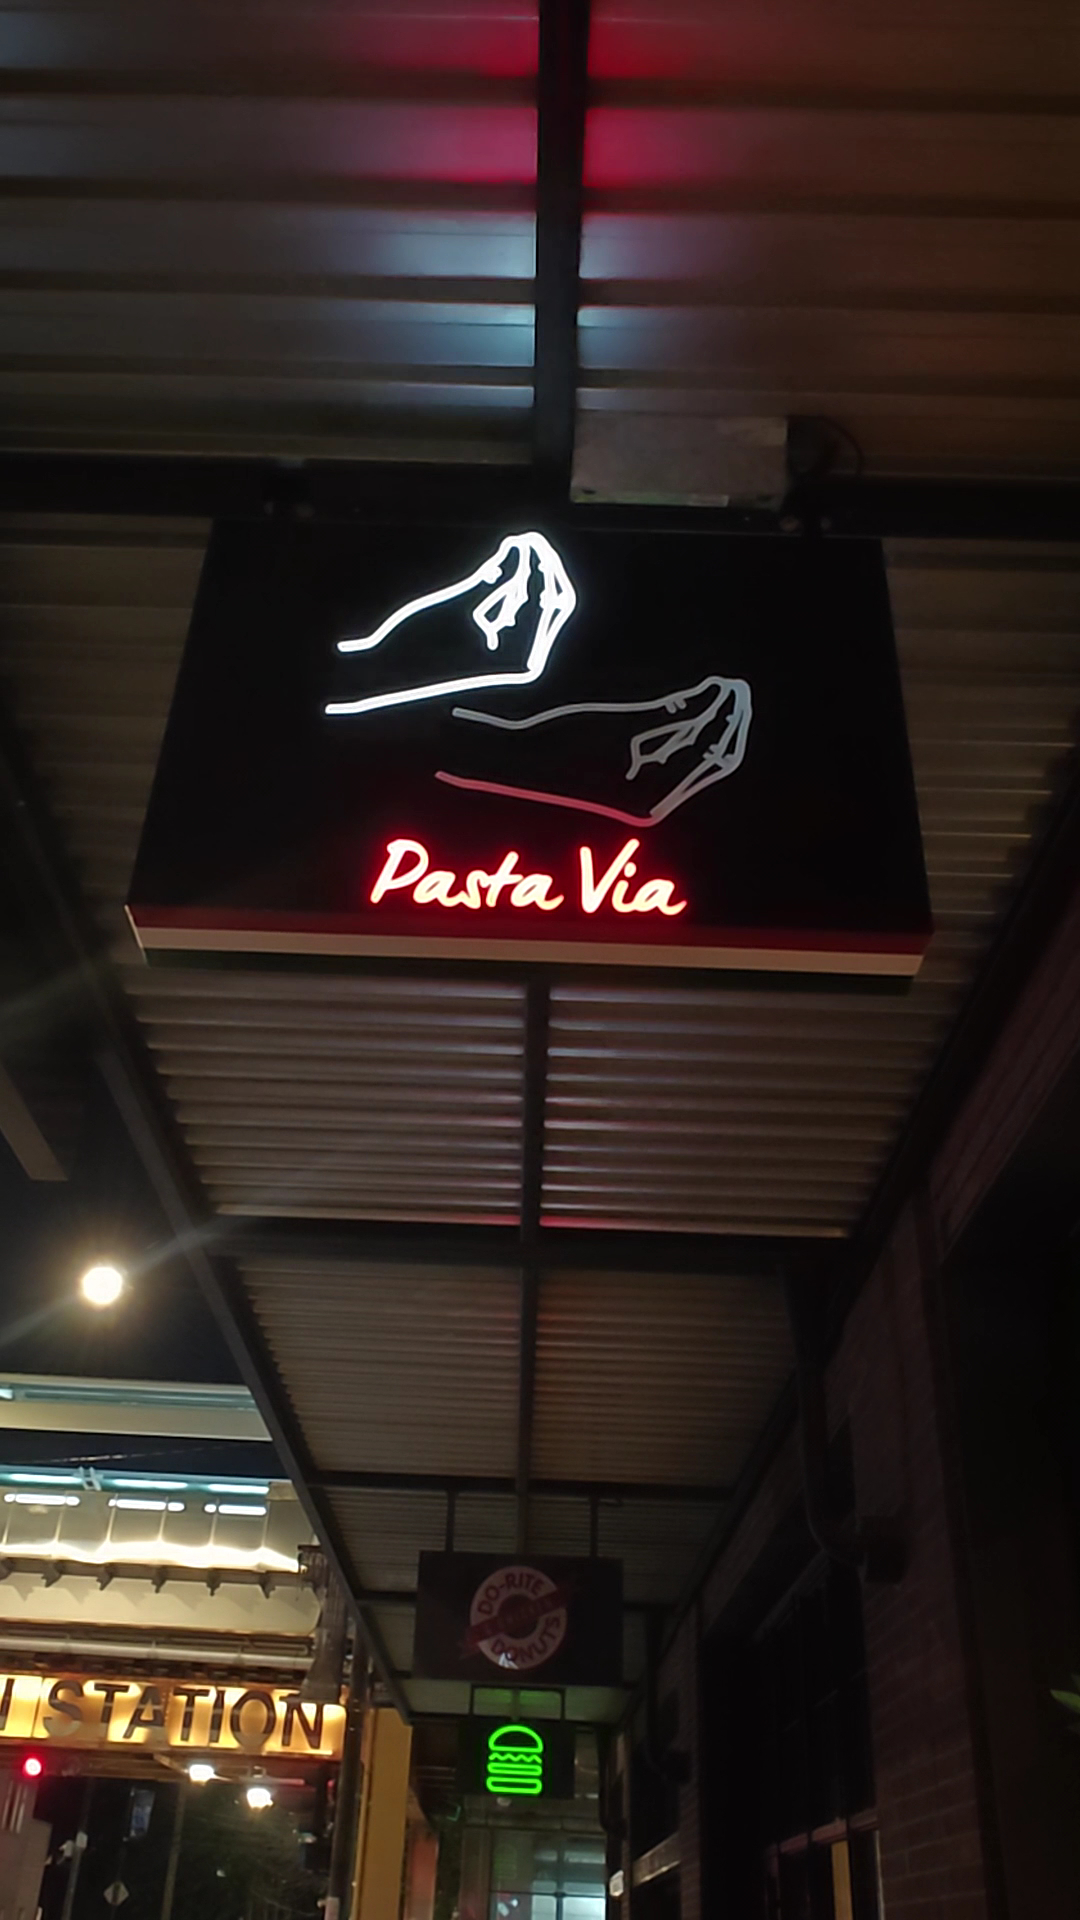 Pasta Via
DO-RITE
DONUTS
STATION